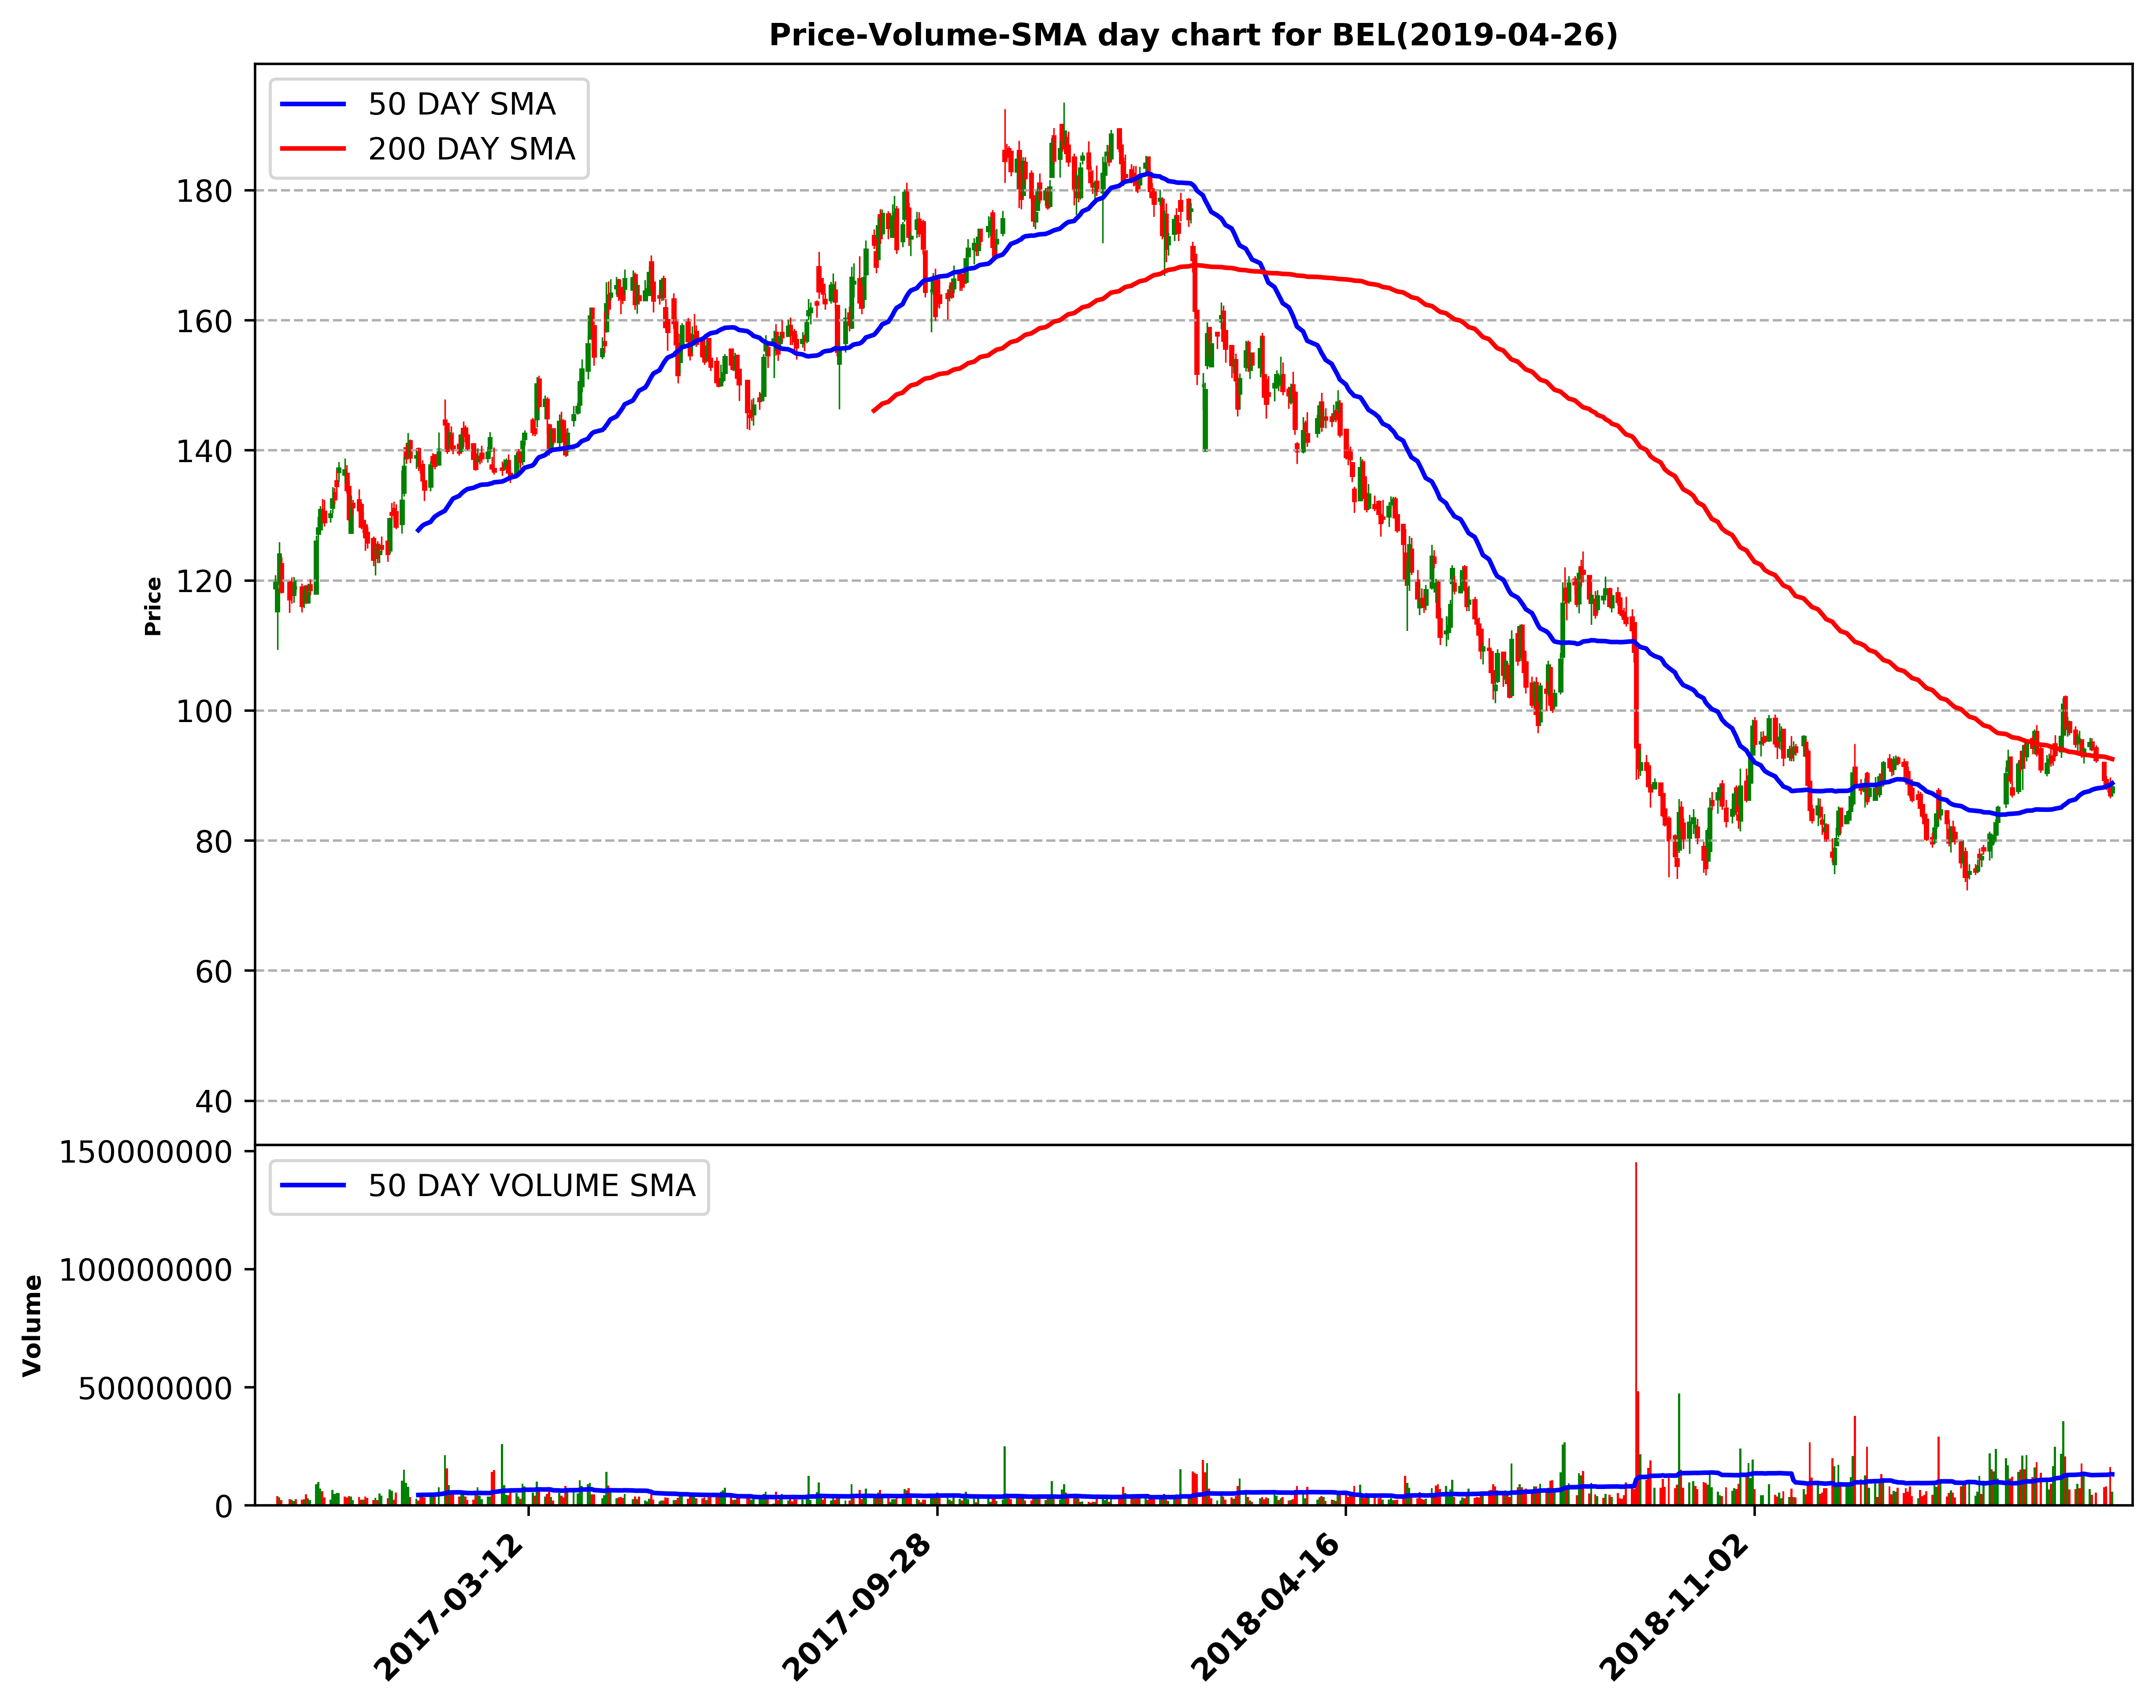 Price-Volume-SMA day chart for BEL(2019-04-26)
50 DAY SMA
200 DAY SMA
180
160
140
120
100
80
60
40
Price
150000000
100000000
50000000
0
Volume
50 DAY VOLUME SMA
2017-03-12
2017-09-28
2018-04-16
2018-11-02